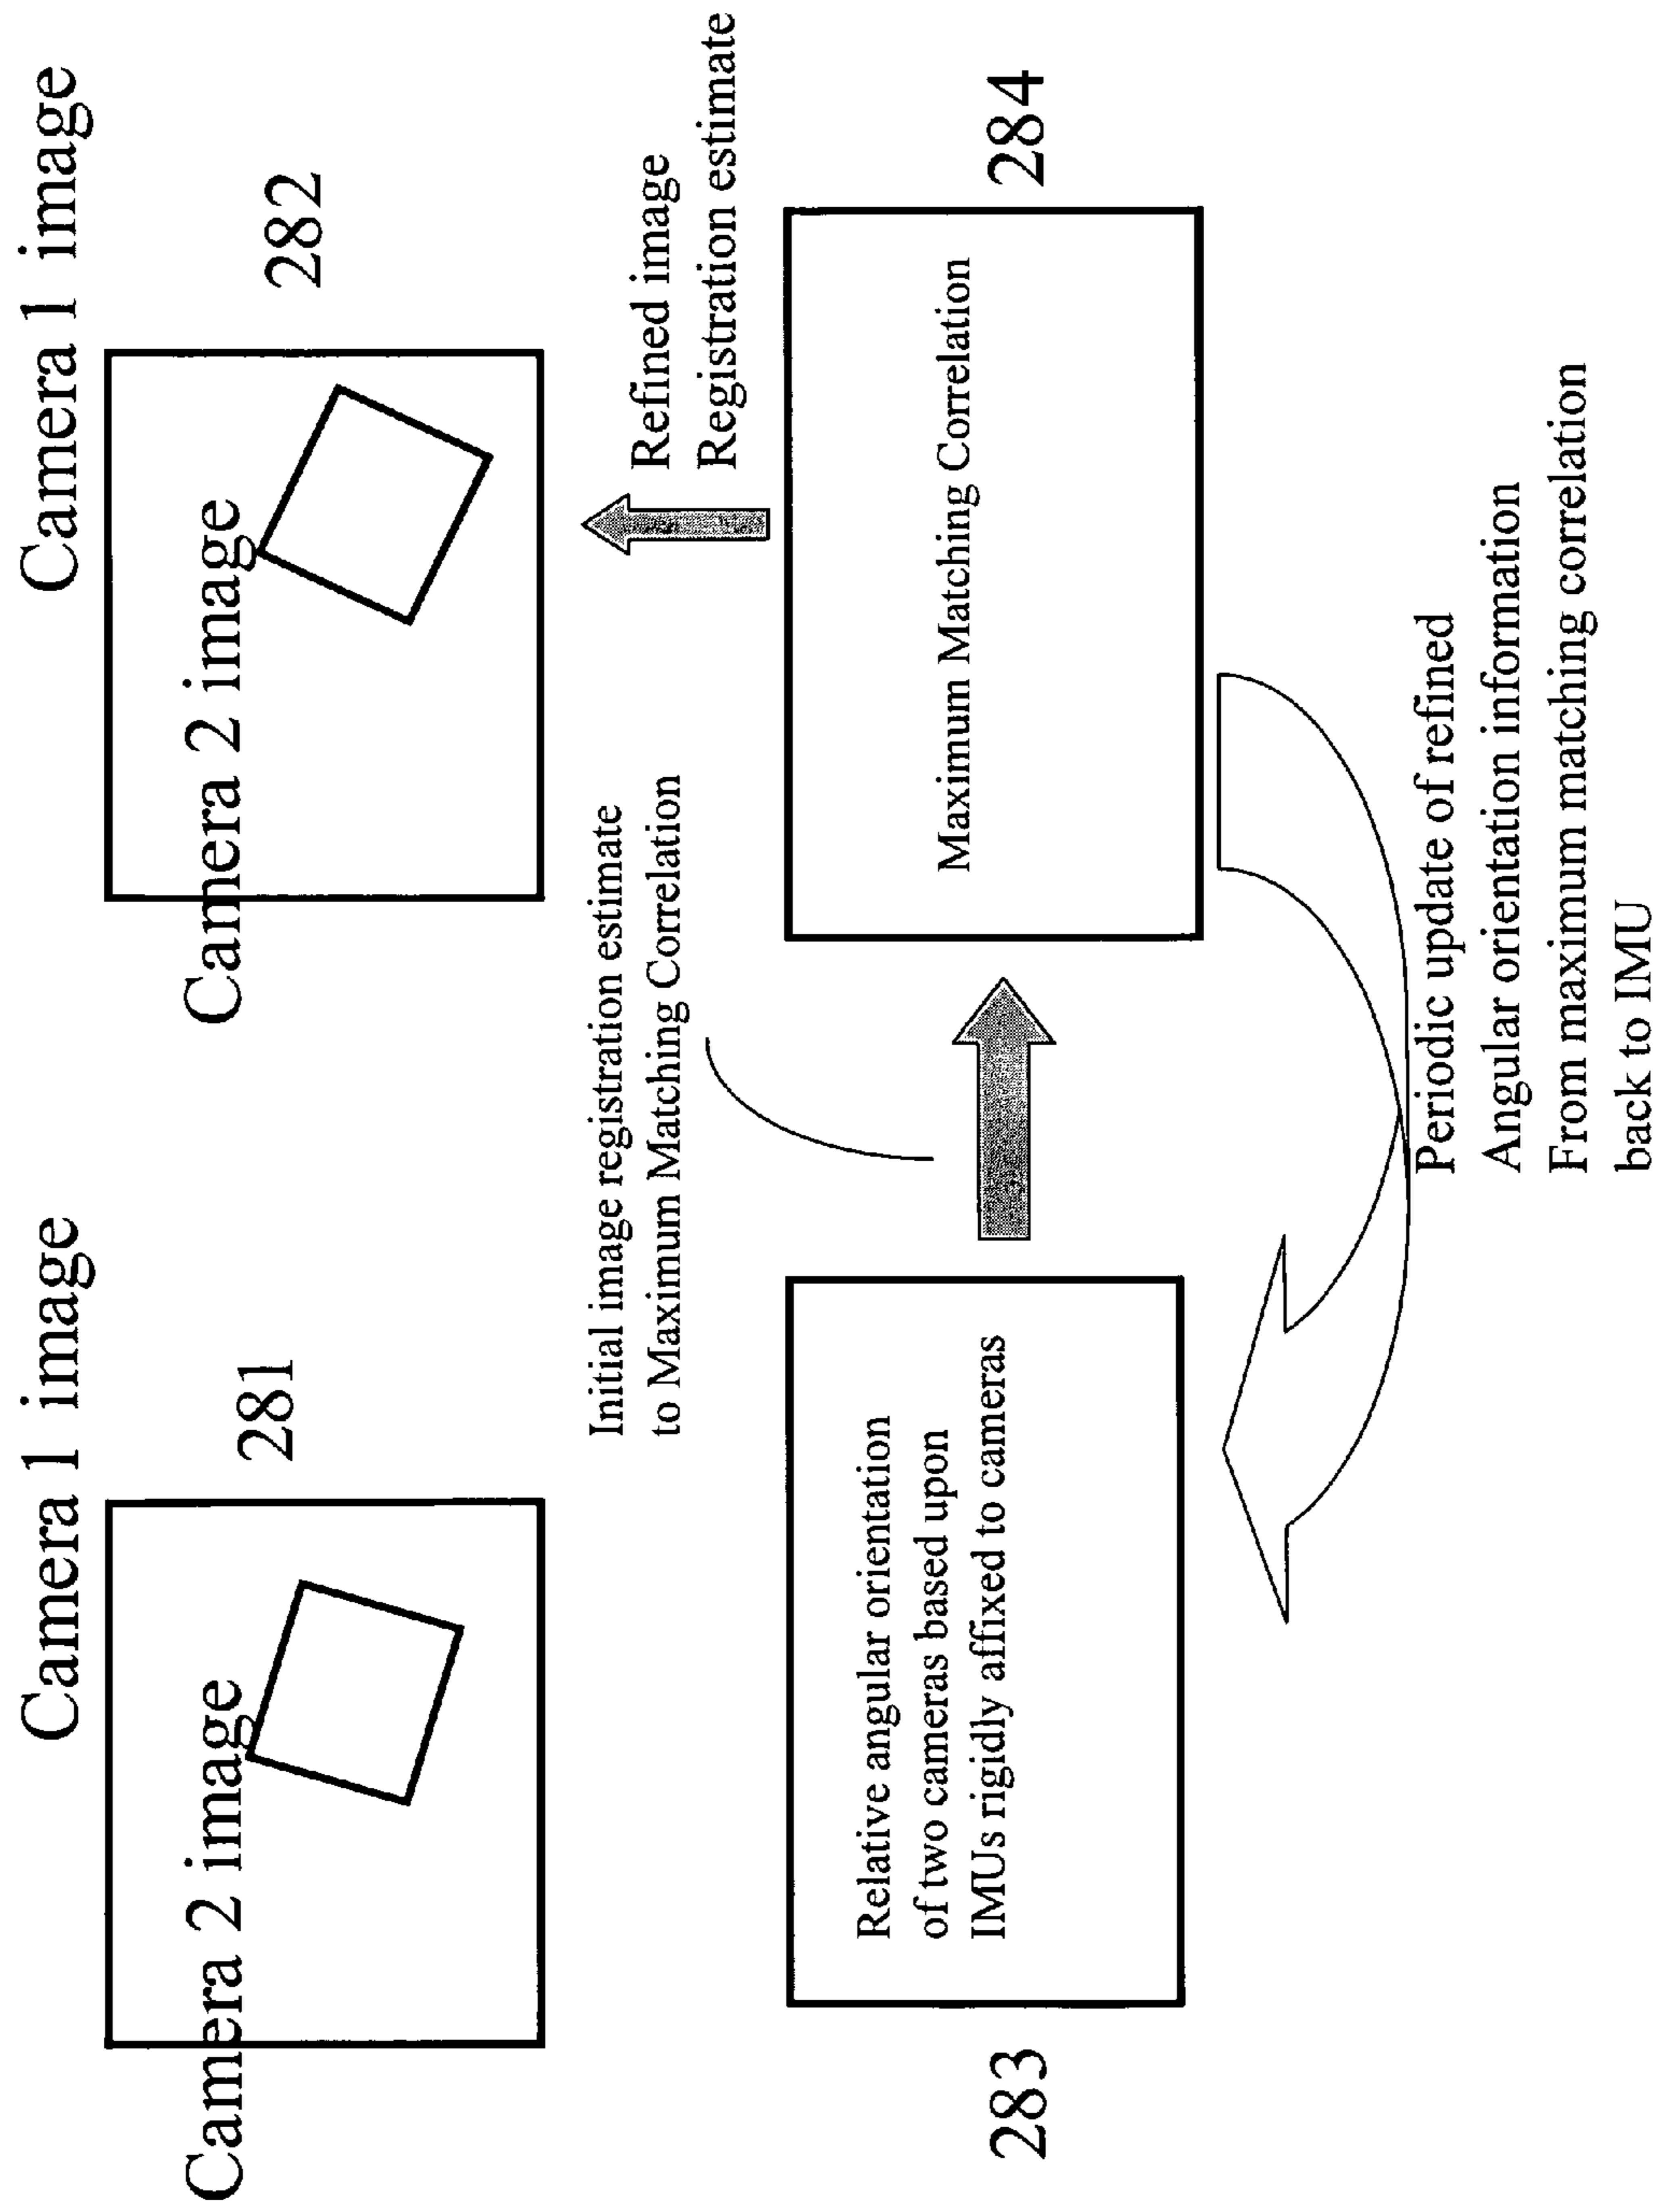 Camera 1 image
281
Camera 2 image
Camera 1 image
282
Camera 2 image
Initial image registration estimate
to Maximum Matching Correlation
Refined image
Registration estimate
283
Relative angular orientation
of two cameras based upon
IMUs rigidly affixed to cameras
Maximum Matching Correlation
284
Periodic update of refined
Angular orientation information
From maximum matching correlation
back to IMU